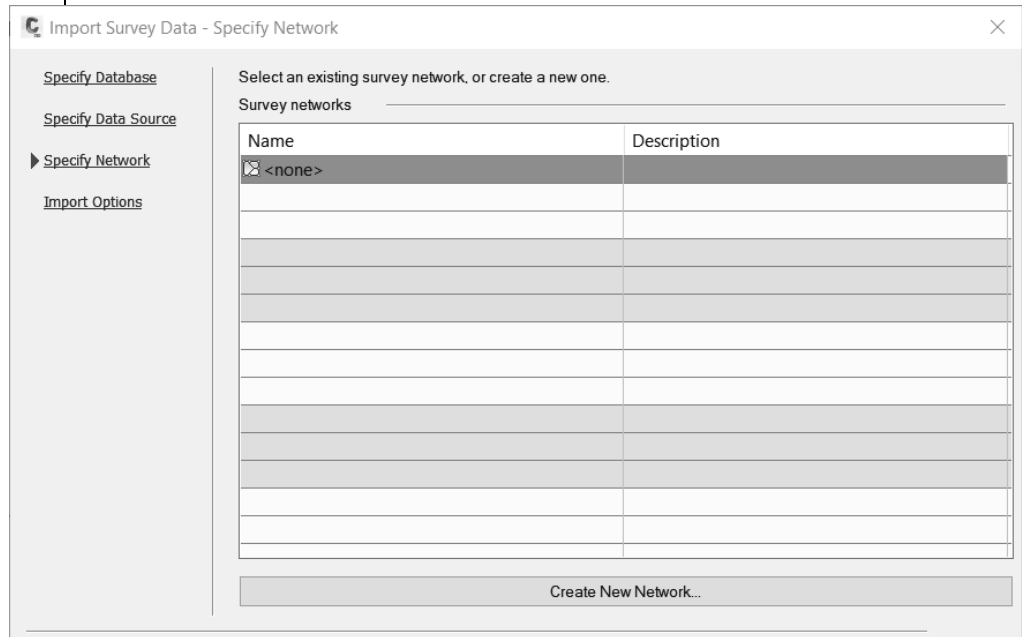 Import Survey Data - Specify Network
Specify Database
Specify Data Source
Specify Network
Import Options
Select an existing survey network, or create a new one.
Survey networks
Name Description
<none>
Create New Network...